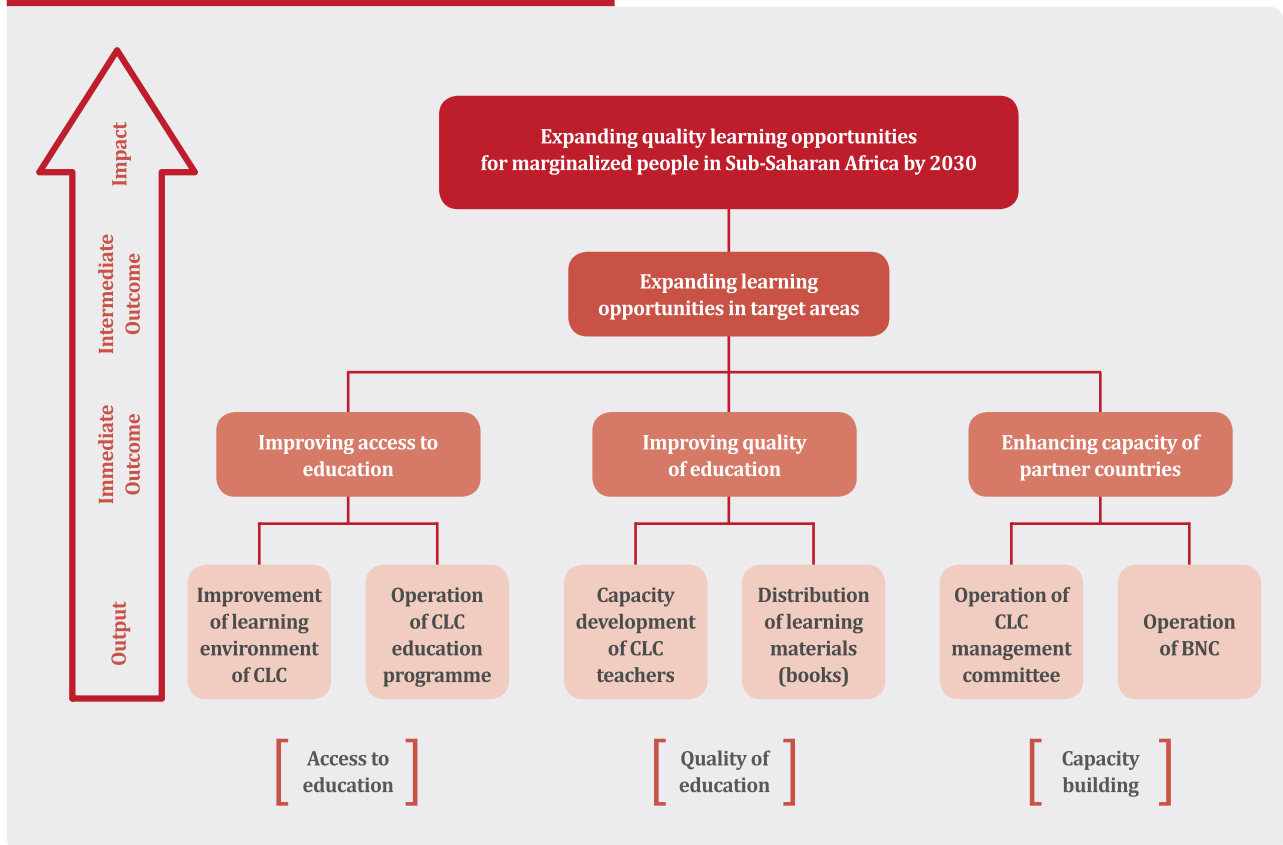 Impact
Expanding quality learning opportunities
for marginalized people in Sub-Saharan Africa by 2030
Intermediate
Outcome
Expanding learning
opportunities in target areas
Immediate
Outcome
Improving access to
education
Improving quality
of education
Enhancing capacity of
partner countries
Output
Improvement
of learning
environment
of CLC
Operation
of CLC
education
programme
Capacity
development
of CLC
teachers
Distribution
of learning
materials
(books)
Operation of
CLC
management
committee
Operation
of BNC
[ Access to
education ]
[ Quality of
education ]
[ Capacity
building ]